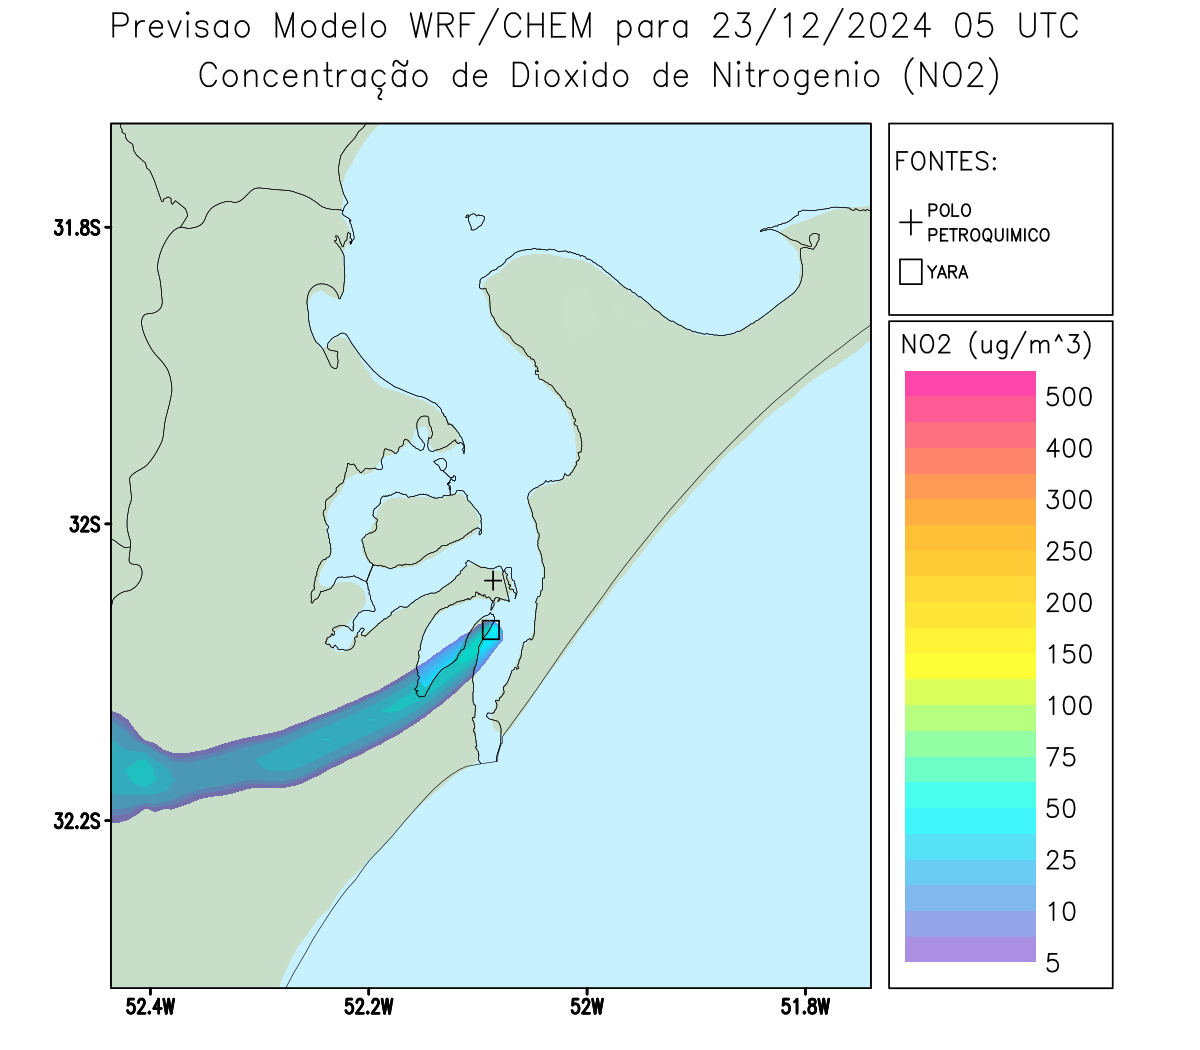 Previsao Modelo WRF/CHEM para 23/12/2024 05 UTC
Concentração de Dioxido de Nitrogenio (NO2)
FONTES:
POLO
PETROQUIMICO
YARA
31.8S
32S
32.2S
52.4W
52.2W
52W
51.8W
NO2 (ug/m^3)
500
400
300
250
200
150
100
75
50
25
10
5